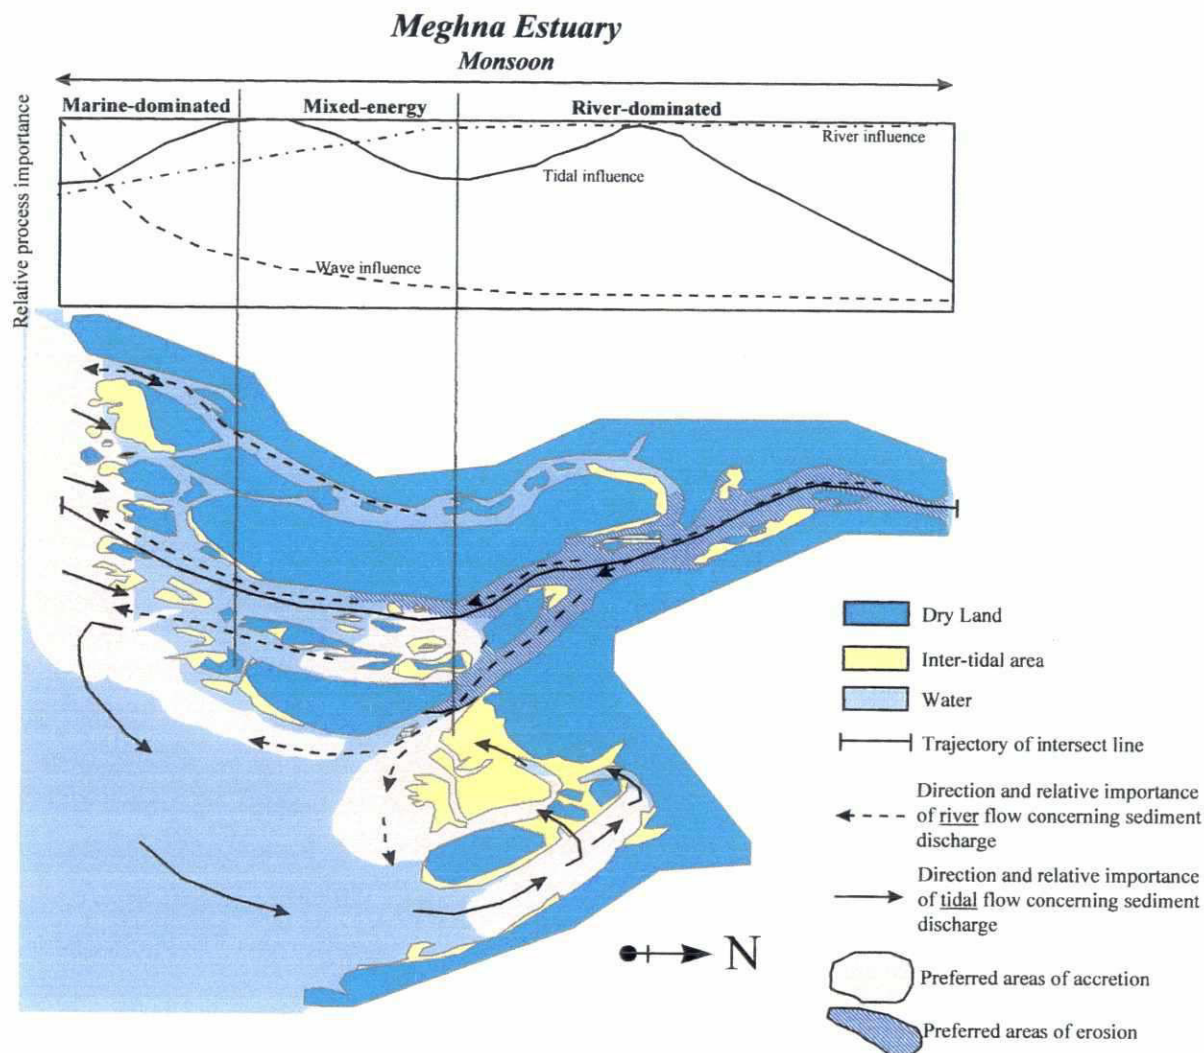 Meghna Estuary
Monsoon
Marine-dominated
Mixed-energy
River-dominated
Relative process importance
River influence
Tidal influence
Wave influence
Dry Land
Inter-tidal area
Water
Trajectory of intersect line
Direction and relative importance
of river flow concerning sediment
discharge
Direction and relative importance
of tidal flow concerning sediment
discharge
N
Preferred areas of accretion
Preferred areas of erosion